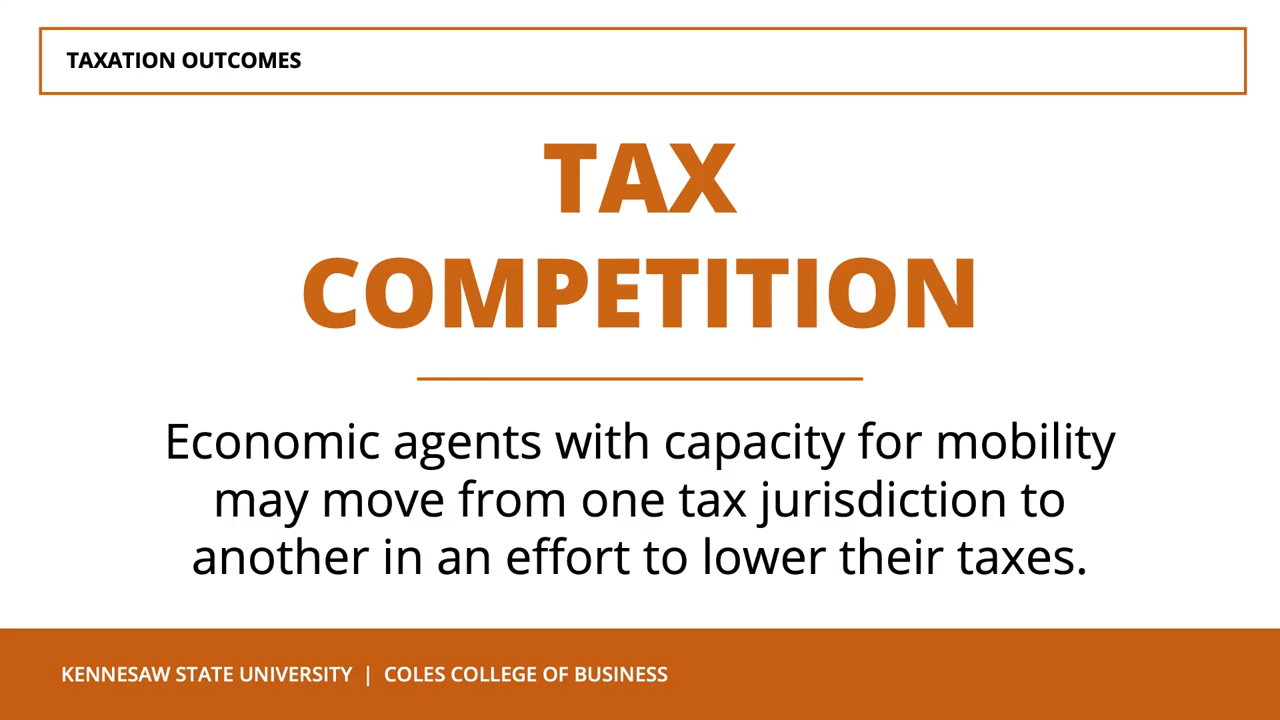 TAXATION OUTCOMES
TAX
COMPETITION
Economic agents with capacity for mobility
may move from one tax jurisdiction to
another in an effort to lower their taxes.
KENNESAW STATE UNIVERSITY | COLES COLLEGE OF BUSINESS